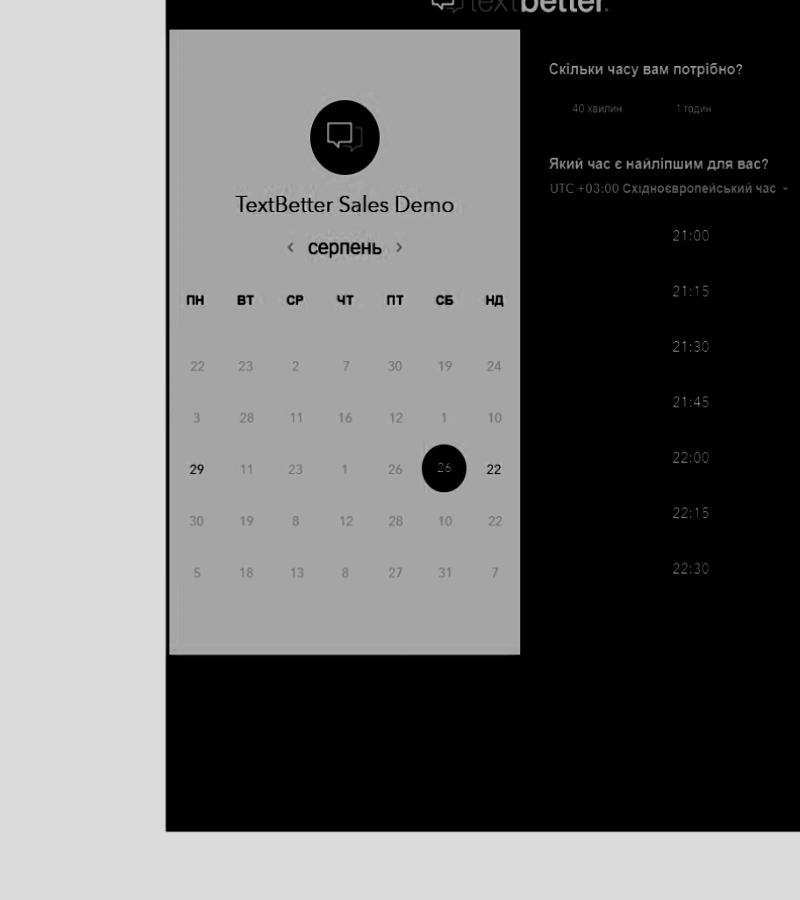 textbetter.
TextBetter Sales Demo
серпень
ПН ВТ СР ЧТ ПТ СБ НД
22 23 2 7 30 19 24
3 28 11 16 12 1 10
29 11 23 1 26 26 22
30 19 8 12 28 10 22
5 18 13 8 27 31 7
Скільки часу вам потрібно?
40 хвилин 1 годин
Який час є найліпшим для вас?
UTC +03:00 Східноєвропейський час
21:00
21:15
21:30
21:45
22:00
22:15
22:30